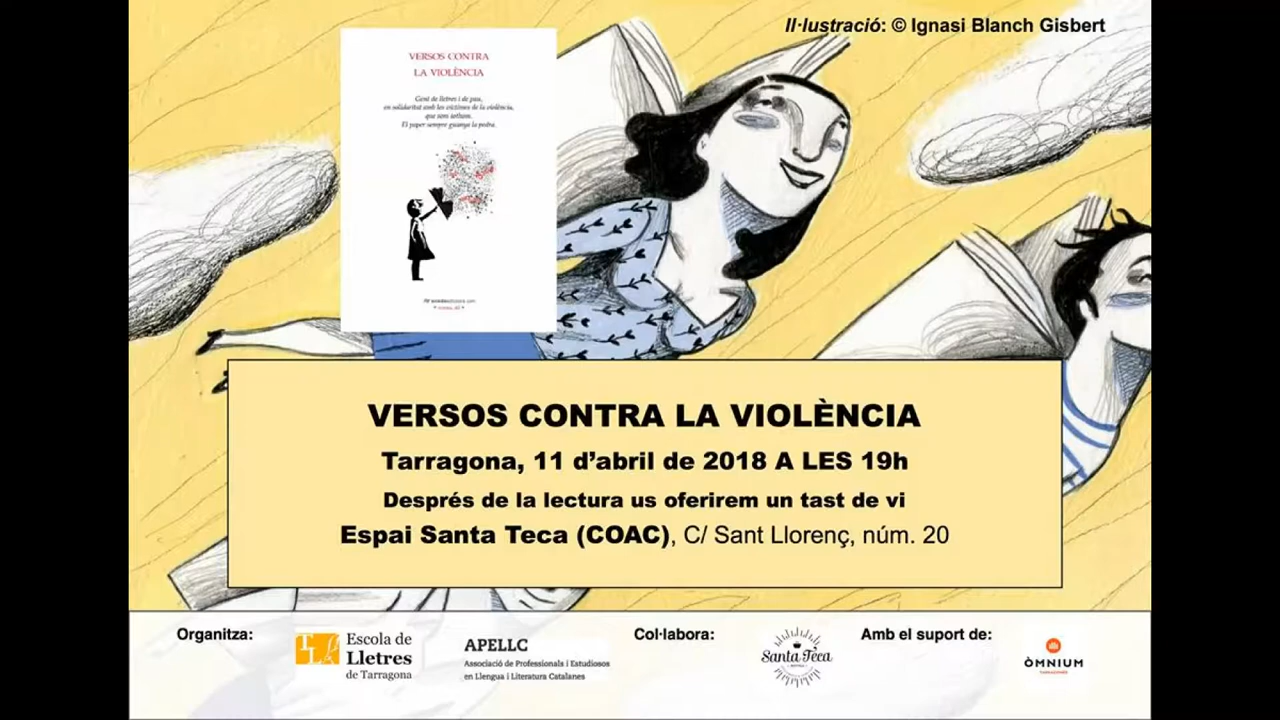 Il·lustració: © Ignasi Blanch Gisbert
VERSOS CONTRA
LA VIOLÈNCIA
Gent de lletres i de pau,
en solidaritat amb les víctimes de la violència,
que som tothom.
El paper sempre guanya la pedra.
VERSOS CONTRA LA VIOLÈNCIA
Tarragona, 11 d'abril de 2018 A LES 19h
Després de la lectura us oferirem un tast de vi
Espai Santa Teca (COAC), C/ Sant Llorenç, núm. 20
Organitza:
TL
Escola de
Lletres
de Tarragona
APELLC
Associació de Professionals i Estudiosos
en Llengua i Literatura Catalanes
Col·labora:
Santa Teca
Amb el suport de:
ÒMNIUM